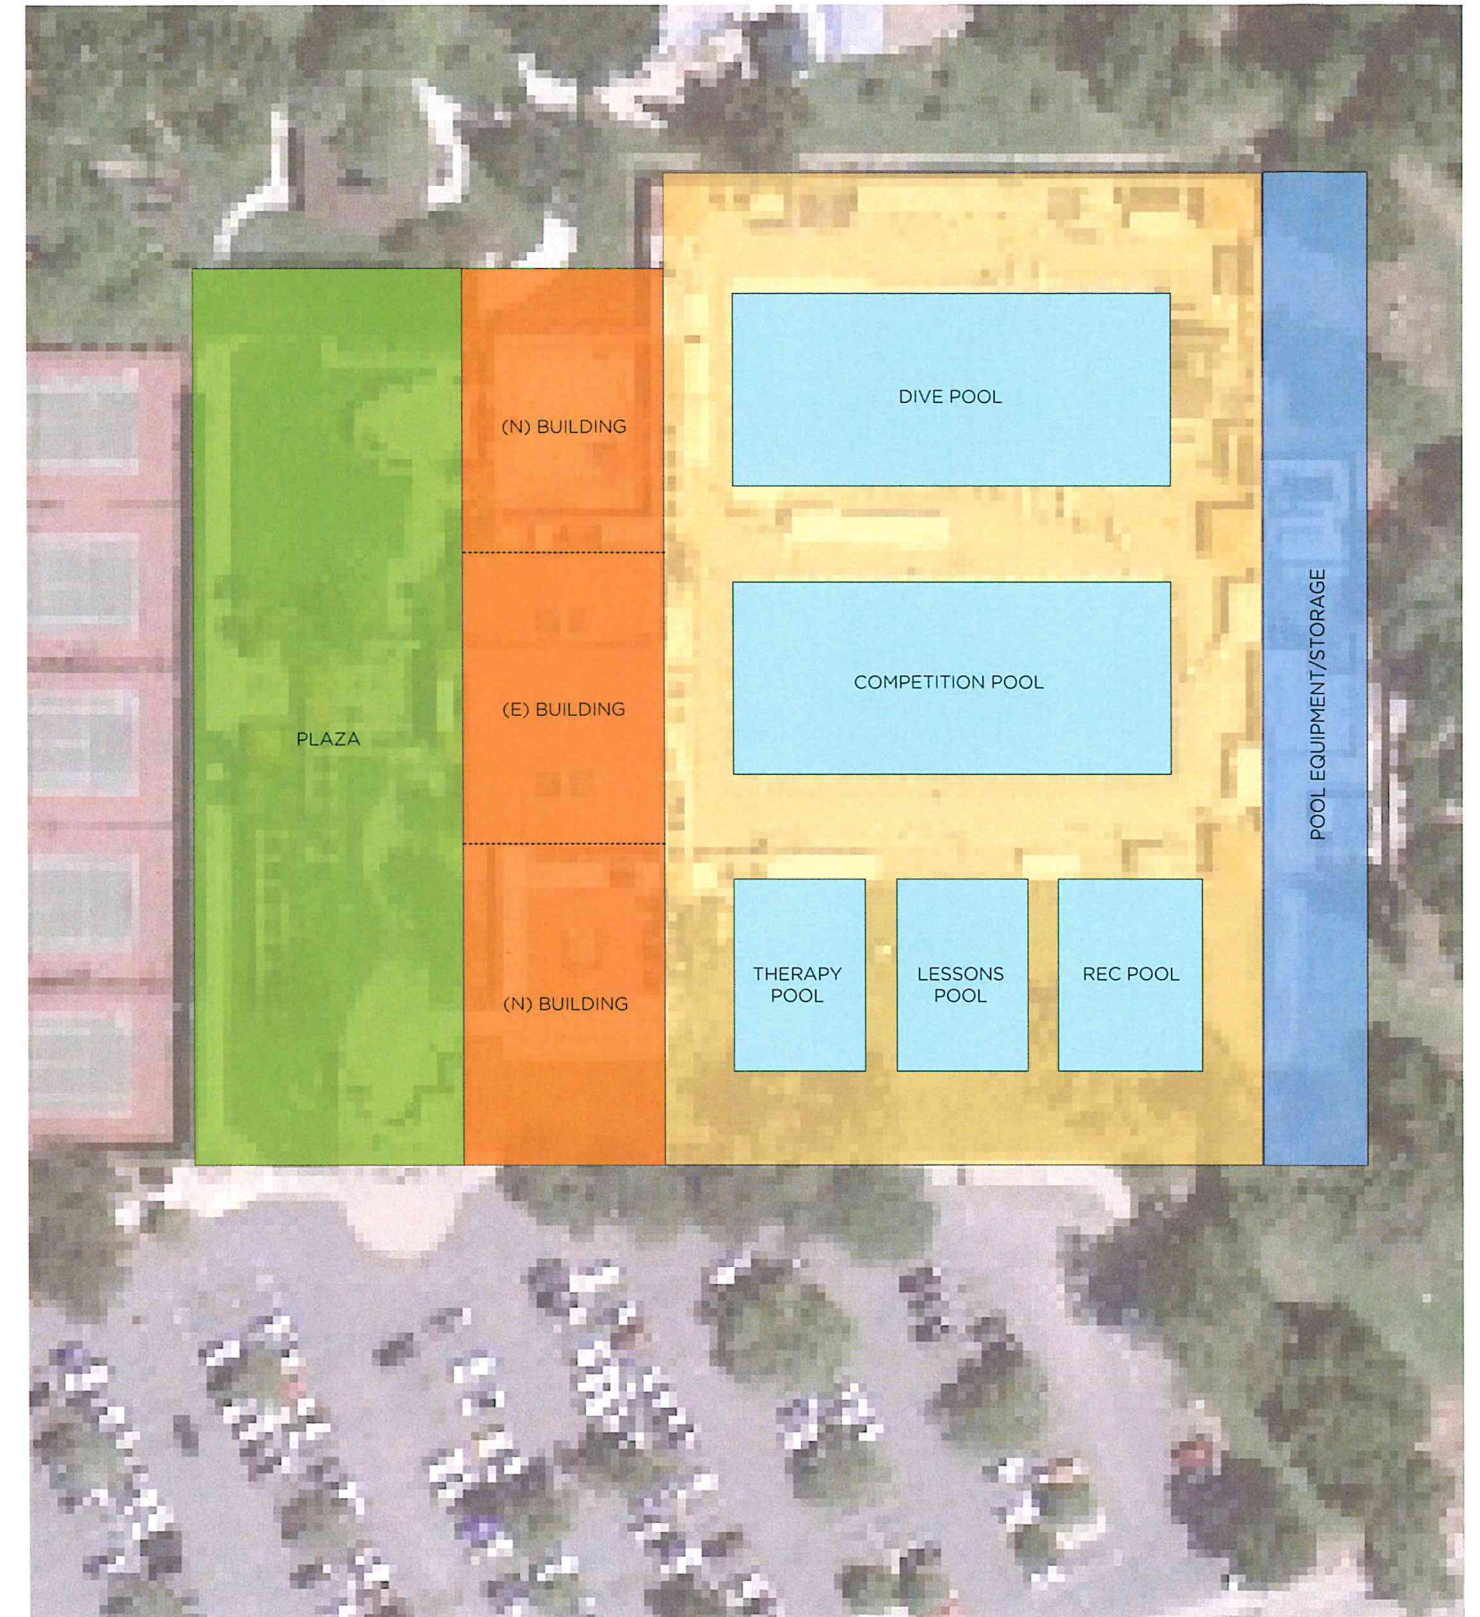 DIVE POOL
(N) BUILDING
COMPETITION POOL
(E) BUILDING
PLAZA
POOL EQUIPMENT/STORAGE
THERAPY
POOL
LESSONS
POOL
REC POOL
(N) BUILDING